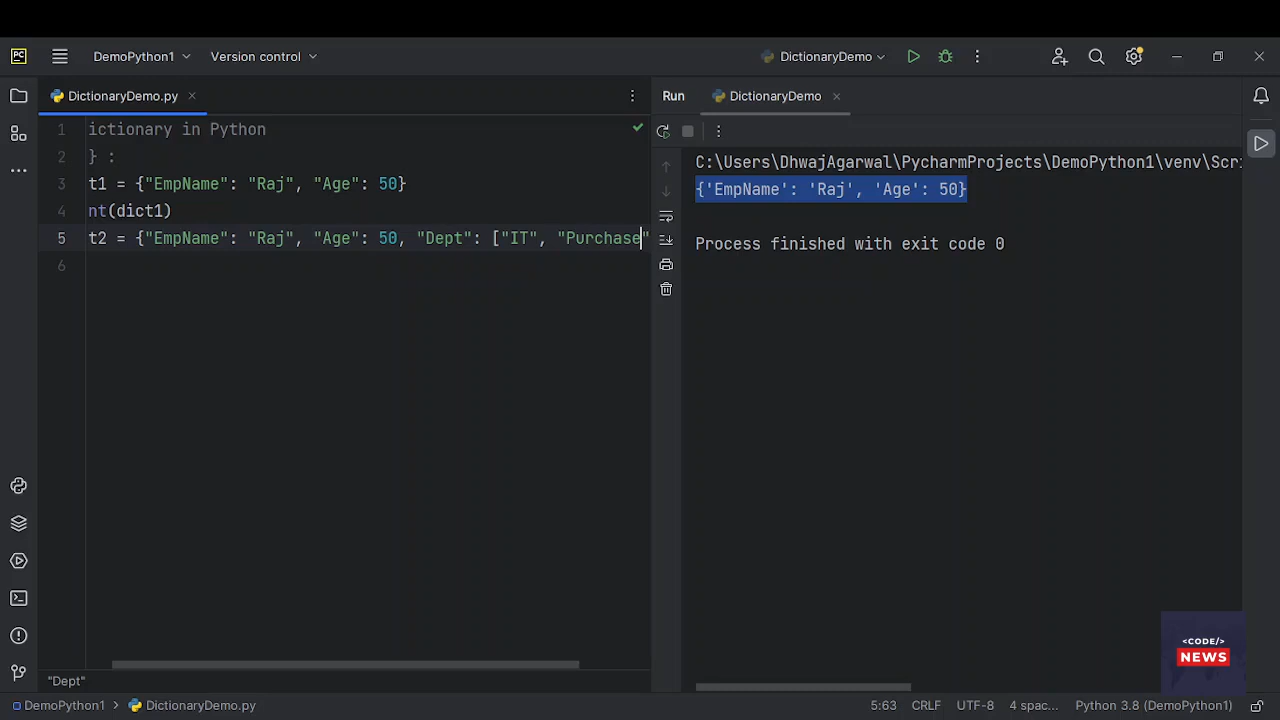 PC
DemoPython1
Version control
DictionaryDemo
DictionaryDemo.py
Run
DictionaryDemo
1 ictionary in Python
2 } :
3 t1 = {"EmpName": "Raj", "Age": 50}
4 nt(dict1)
5 t2 = {"EmpName": "Raj", "Age": 50, "Dept": ["IT", "Purchase"
6
C:\Users\DhwajAgarwal\PycharmProjects\DemoPython1\venv\Scri
{'EmpName': 'Raj', 'Age': 50}
Process finished with exit code 0
<CODE/>
NEWS
"Dept"
DemoPython1 > DictionaryDemo.py
5:63
CRLF
UTF-8
4 spac...
Python 3.8 (DemoPython1)